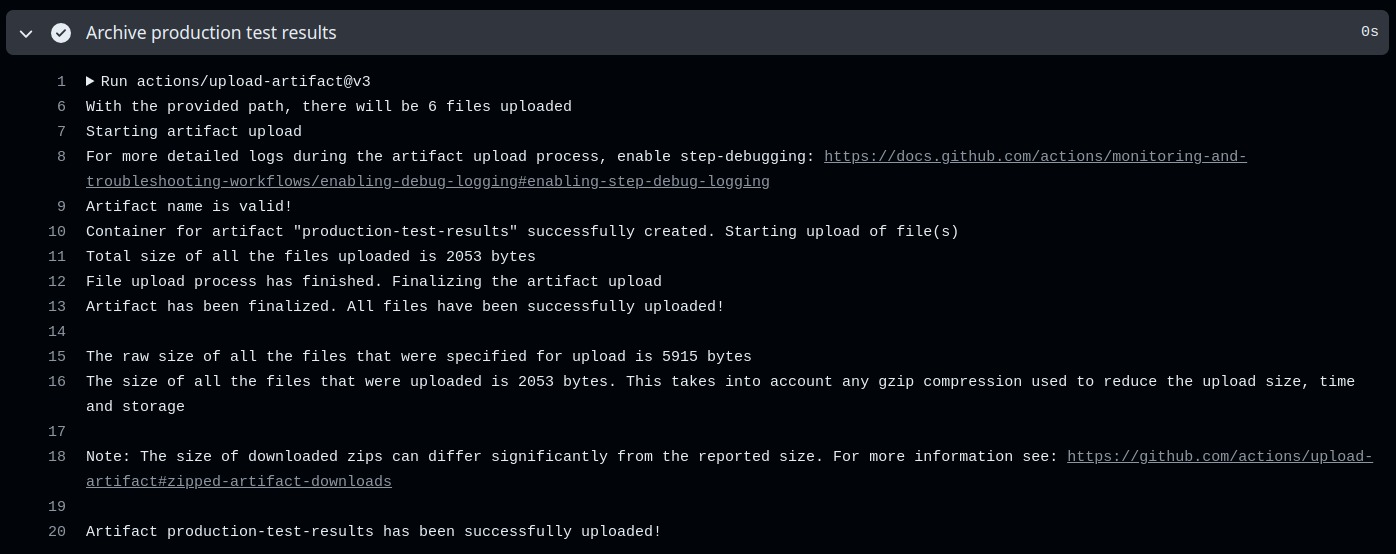 Archive production test results 0s
1 Run actions/upload-artifact@v3
6 With the provided path, there will be 6 files uploaded
7 Starting artifact upload
8 For more detailed logs during the artifact upload process, enable step-debugging: https://docs.github.com/actions/monitoring-and-
troubleshooting-workflows/enabling-debug-logging#enabling-step-debug-logging
9 Artifact name is valid!
10 Container for artifact "production-test-results" successfully created. Starting upload of file(s)
11 Total size of all the files uploaded is 2053 bytes
12 File upload process has finished. Finalizing the artifact upload
13 Artifact has been finalized. All files have been successfully uploaded!
14
15 The raw size of all the files that were specified for upload is 5915 bytes
16 The size of all the files that were uploaded is 2053 bytes. This takes into account any gzip compression used to reduce the upload size, time
and storage
17
18 Note: The size of downloaded zips can differ significantly from the reported size. For more information see: https://github.com/actions/upload-
artifact#zipped-artifact-downloads
19
20 Artifact production-test-results has been successfully uploaded!